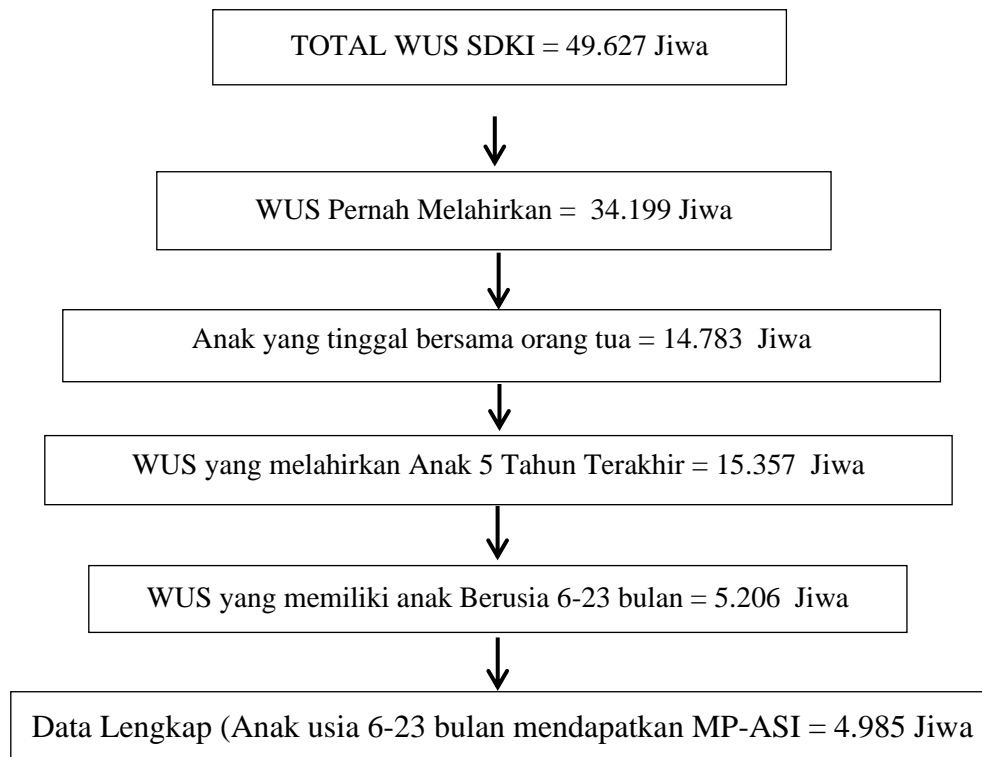 TOTAL WUS SDKI = 49.627 Jiwa
WUS Pernah Melahirkan = 34.199 Jiwa
Anak yang tinggal bersama orang tua = 14.783 Jiwa
WUS yang melahirkan Anak 5 Tahun Terakhir = 15.357 Jiwa
WUS yang memiliki anak Berusia 6-23 bulan = 5.206 Jiwa
Data Lengkap (Anak usia 6-23 bulan mendapatkan MP-ASI = 4.985 Jiwa